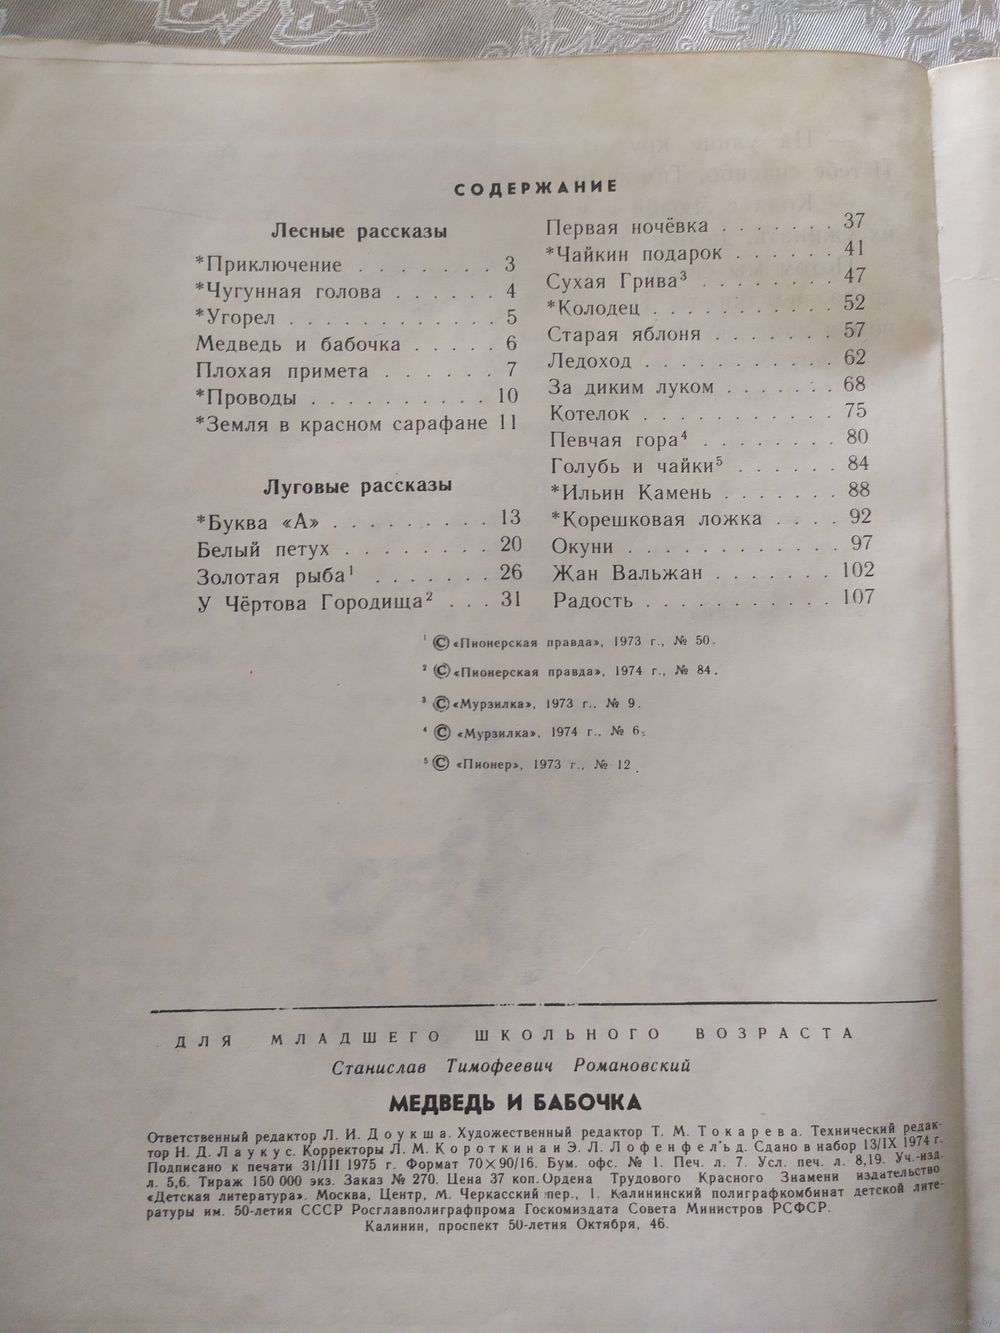 СОДЕРЖАНИЕ
Лесные рассказы
*Приключение . . . . . . . 3
*Чугунная голова . . . . . . 4
*Угорел . . . . . . . . . . . 5
Медведь и бабочка . . . . . 6
Плохая примета . . . . . . 7
*Проводы . . . . . . . . . . 10
*Земля в красном сарафане 11
Луговые рассказы
*Буква «А» . . . . . . . . . 13
Белый петух . . . . . . . . 20
Золотая рыба¹ . . . . . . . 26
У Чёртова Городища² . . . 31
Первая ночёвка . . . . . . . 37
*Чайкин подарок . . . . . . 41
Сухая Грива³ . . . . . . . . 47
*Колодец . . . . . . . . . . 52
Старая яблоня . . . . . . . 57
Ледоход . . . . . . . . . . . 62
За диким луком . . . . . . . 68
Котелок . . . . . . . . . . . 75
Певчая гора⁴ . . . . . . . . 80
Голубь и чайки⁵ . . . . . . 84
*Ильин Камень . . . . . . . 88
*Корешковая ложка . . . . 92
Окуни . . . . . . . . . . . . 97
Жан Вальжан . . . . . . . 102
Радость . . . . . . . . . . . 107
¹ © «Пионерская правда», 1973 г., № 50.
² © «Пионерская правда», 1974 г., № 84.
³ © «Мурзилка», 1973 г., № 9.
⁴ © «Мурзилка», 1974 г., № 6.
⁵ © «Пионер», 1973 г., № 12.
ДЛЯ МЛАДШЕГО ШКОЛЬНОГО ВОЗРАСТА
Станислав Тимофеевич Романовский
МЕДВЕДЬ И БАБОЧКА
Ответственный редактор Л. И. Доукша. Художественный редактор Т. М. Токарева. Технический редак-
тор Н. Д. Лаукус. Корректоры Л. М. Короткина и Э. Л. Лофенфельд. Сдано в набор 13/IX 1974 г.
Подписано к печати 31/III 1975 г. Формат 70×90/16. Бум. офс. № 1. Печ. л. 7. Усл. печ. л. 8,19. Уч.-изд.
л. 5,6. Тираж 150 000 экз. Заказ № 270. Цена 37 коп. Ордена Трудового Красного Знамени издательство
«Детская литература». Москва, Центр, М. Черкасский пер., 1. Калининский полиграфкомбинат детской лите-
ратуры им. 50-летия СССР Росглавполиграфпрома Госкомиздата Совета Министров РСФСР.
Калинин, проспект 50-летия Октября, 46.